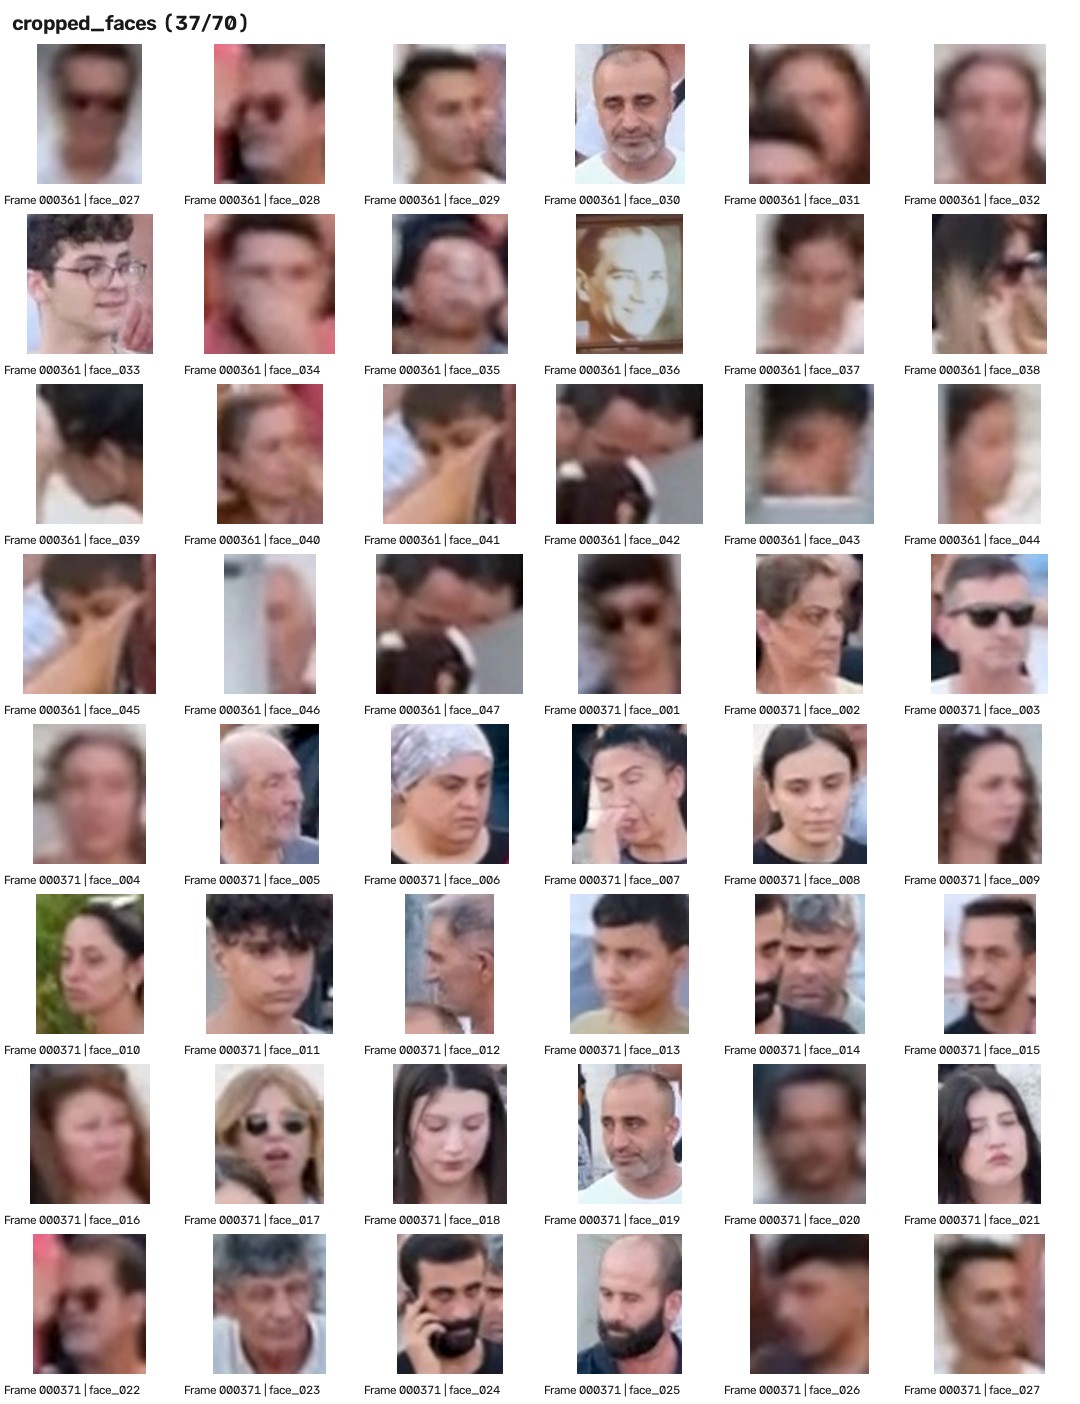 cropped_faces (37/70)
Frame 000361 | face_027
Frame 000361 | face_028
Frame 000361 | face_029
Frame 000361 | face_030
Frame 000361 | face_031
Frame 000361 | face_032
Frame 000361 | face_033
Frame 000361 | face_034
Frame 000361 | face_035
Frame 000361 | face_036
Frame 000361 | face_037
Frame 000361 | face_038
Frame 000361 | face_039
Frame 000361 | face_040
Frame 000361 | face_041
Frame 000361 | face_042
Frame 000361 | face_043
Frame 000361 | face_044
Frame 000361 | face_045
Frame 000361 | face_046
Frame 000361 | face_047
Frame 000371 | face_001
Frame 000371 | face_002
Frame 000371 | face_003
Frame 000371 | face_004
Frame 000371 | face_005
Frame 000371 | face_006
Frame 000371 | face_007
Frame 000371 | face_008
Frame 000371 | face_009
Frame 000371 | face_010
Frame 000371 | face_011
Frame 000371 | face_012
Frame 000371 | face_013
Frame 000371 | face_014
Frame 000371 | face_015
Frame 000371 | face_016
Frame 000371 | face_017
Frame 000371 | face_018
Frame 000371 | face_019
Frame 000371 | face_020
Frame 000371 | face_021
Frame 000371 | face_022
Frame 000371 | face_023
Frame 000371 | face_024
Frame 000371 | face_025
Frame 000371 | face_026
Frame 000371 | face_027